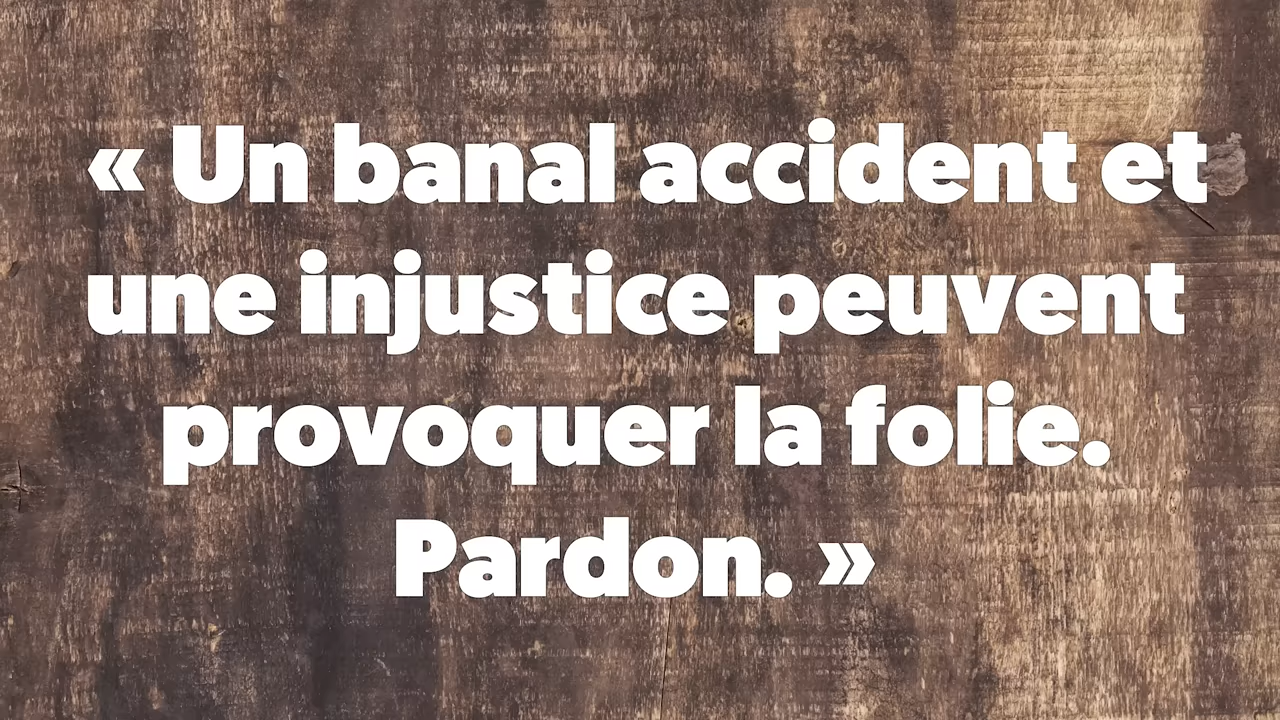 « Un banal accident et
une injustice peuvent
provoquer la folie.
Pardon. »